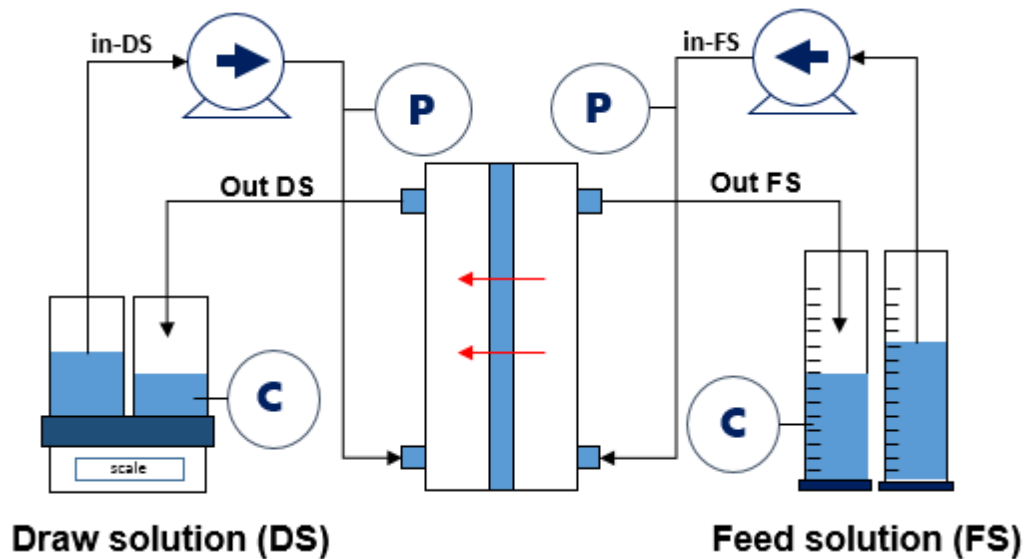 in-DS
in-FS
P
P
Out DS
Out FS
C
C
scale
Draw solution (DS)
Feed solution (FS)